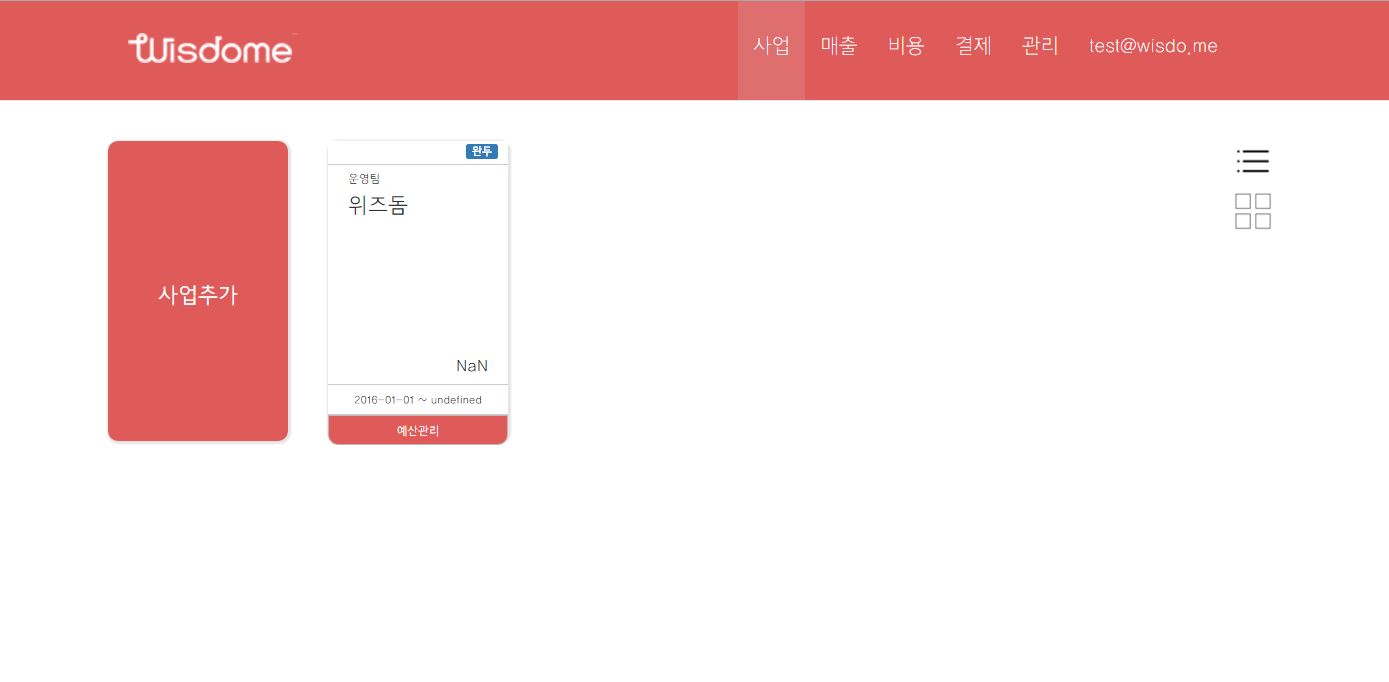 Wisdome
사업 매출 비용 결제 관리 test@wisdo.me
완두
운영팀
위즈돔
사업추가
NaN
2016-01-01 ~ undefined
예산관리